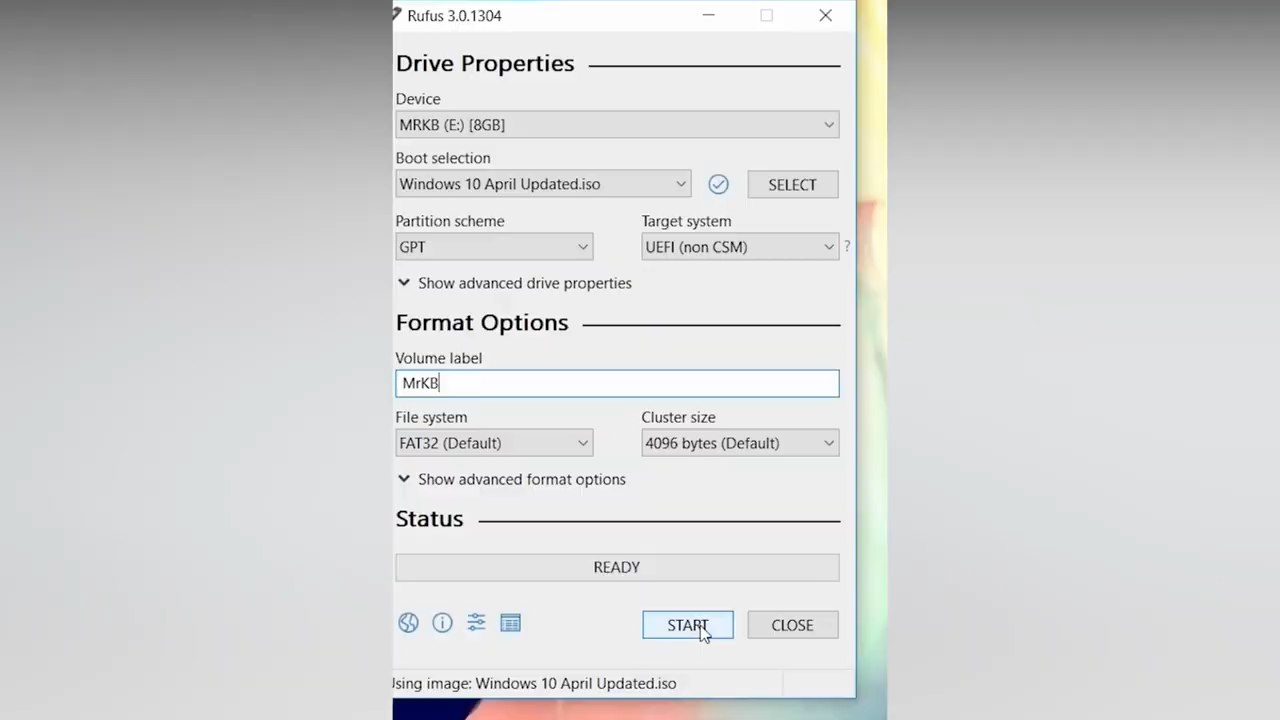 Rufus 3.0.1304
Drive Properties
Device
MRKB (E:) [8GB]
Boot selection
Windows 10 April Updated.iso
SELECT
Partition scheme
Target system
GPT
UEFI (non CSM)
?
Show advanced drive properties
Format Options
Volume label
MrKB
File system
Cluster size
FAT32 (Default)
4096 bytes (Default)
Show advanced format options
Status
READY
START
CLOSE
Using image: Windows 10 April Updated.iso